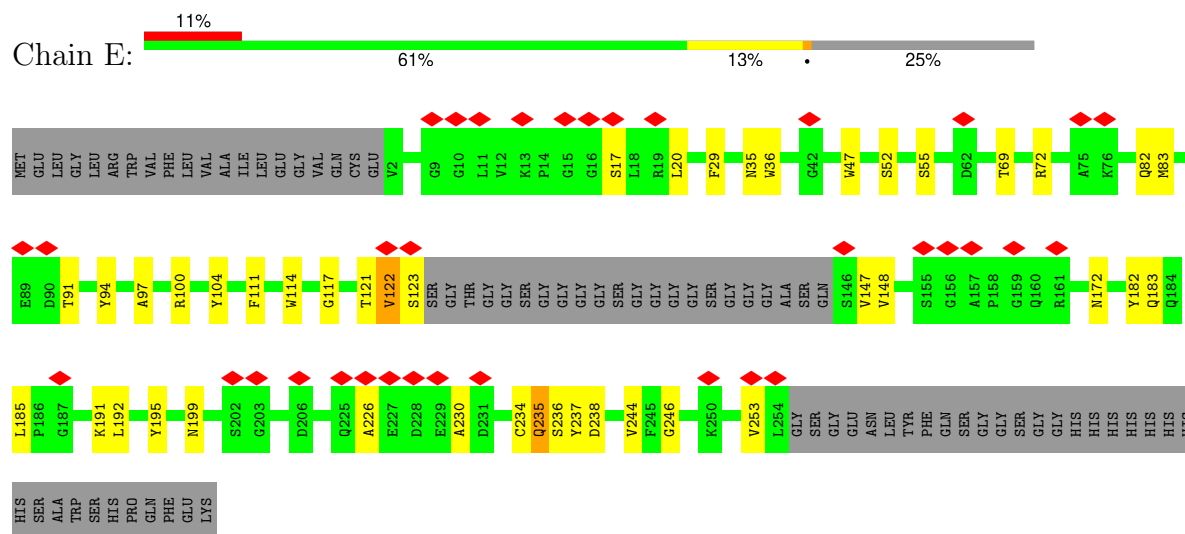 11%
Chain E:
61% 13% • 25%
MET GLU LEU GLY LEU ARG TRP VAL PHE LEU VAL ALA ILE LEU GLU GLY VAL GLN CYS GLU V2 G9 G10 L11 V12 K13 P14 G15 G16 S17 L18 R19 L20 F29 N35 W36 G42 W47 S52 S55 D62 T69 R72 A75 K76 Q82 M83
E89 D90 T91 Y94 A97 R100 Y104 F111 W114 G117 T121 V122 S123 SER GLY THR GLY GLY SER GLY GLY GLY GLY SER GLY GLY GLY GLY SER GLY GLY GLY ALA SER GLN S146 V147 V148 S155 G156 A157 P158 G159 Q160 R161 N172 Y182 Q183 Q184
L185 P186 G187 K191 L192 Y195 N199 S202 G203 D206 Q225 A226 E227 D228 E229 A230 D231 C234 Q235 S236 Y237 D238 V244 F245 G246 K250 V253 L254 GLY SER GLY GLU ASN LEU TYR PHE GLN SER GLY GLY SER GLY GLY HIS HIS HIS HIS HIS HIS HIS HIS
HIS SER ALA TRP SER HIS PRO GLN PHE GLU LYS